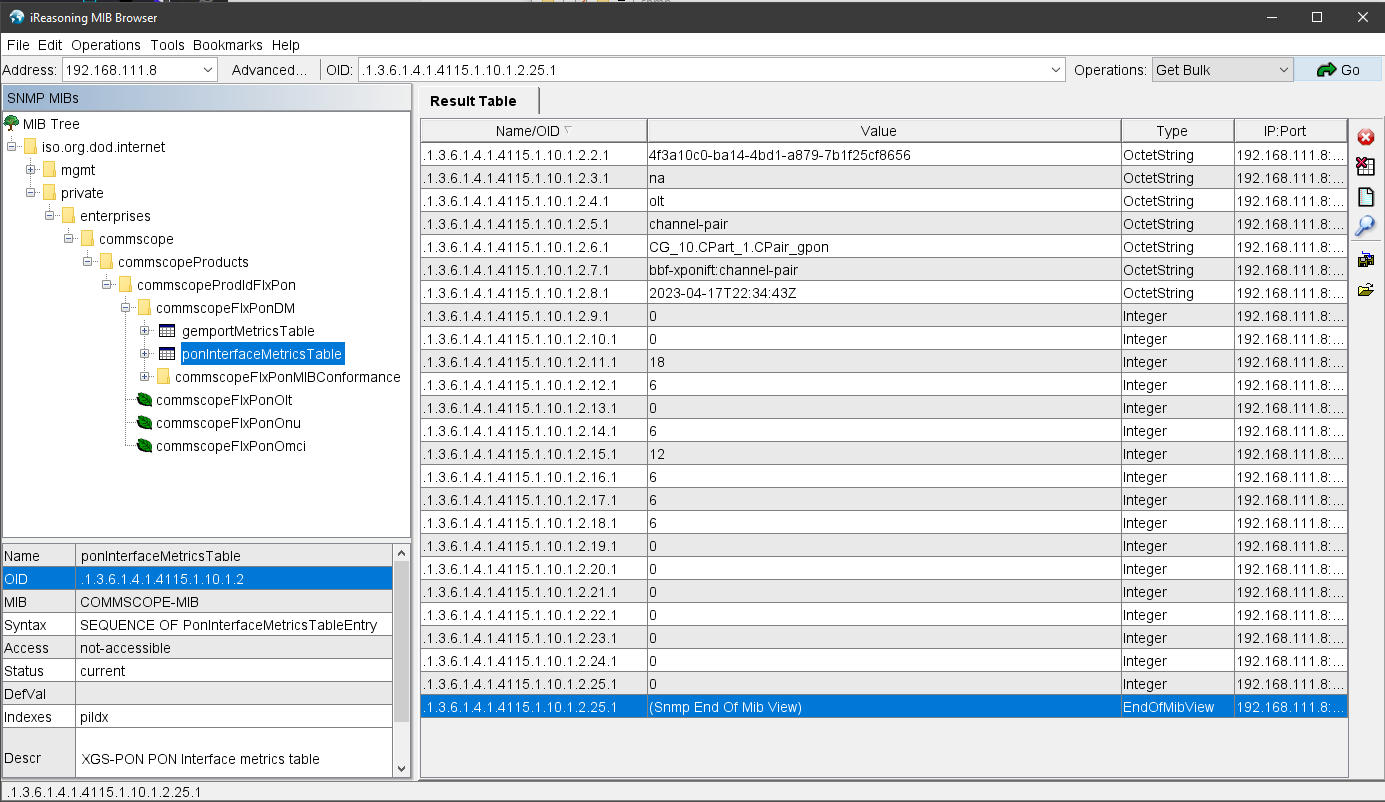 iReasoning MIB Browser
File Edit Operations Tools Bookmarks Help
Address: 192.168.111.8 Advanced... OID: .1.3.6.1.4.1.4115.1.10.1.2.25.1 Operations: Get Bulk Go
SNMP MIBs
MIB Tree
iso.org.dod.internet
mgmt
private
enterprises
commscope
commscopeProducts
commscopeProdIdFlxPon
commscopeFlxPonDM
gemportMetricsTable
ponInterfaceMetricsTable
commscopeFlxPonMIBConformance
commscopeFlxPonOlt
commscopeFlxPonOnu
commscopeFlxPonOmci
Name ponInterfaceMetricsTable
OID .1.3.6.1.4.1.4115.1.10.1.2
MIB COMMSCOPE-MIB
Syntax SEQUENCE OF PonInterfaceMetricsTableEntry
Access not-accessible
Status current
DefVal
Indexes piIdx
Descr XGS-PON PON Interface metrics table
Result Table
Name/OID Value Type IP:Port
.1.3.6.1.4.1.4115.1.10.1.2.2.1 4f3a10c0-ba14-4bd1-a879-7b1f25cf8656 OctetString 192.168.111.8:...
.1.3.6.1.4.1.4115.1.10.1.2.3.1 na OctetString 192.168.111.8:...
.1.3.6.1.4.1.4115.1.10.1.2.4.1 olt OctetString 192.168.111.8:...
.1.3.6.1.4.1.4115.1.10.1.2.5.1 channel-pair OctetString 192.168.111.8:...
.1.3.6.1.4.1.4115.1.10.1.2.6.1 CG_10.CPart_1.CPair_gpon OctetString 192.168.111.8:...
.1.3.6.1.4.1.4115.1.10.1.2.7.1 bbf-xponift:channel-pair OctetString 192.168.111.8:...
.1.3.6.1.4.1.4115.1.10.1.2.8.1 2023-04-17T22:34:43Z OctetString 192.168.111.8:...
.1.3.6.1.4.1.4115.1.10.1.2.9.1 0 Integer 192.168.111.8:...
.1.3.6.1.4.1.4115.1.10.1.2.10.1 0 Integer 192.168.111.8:...
.1.3.6.1.4.1.4115.1.10.1.2.11.1 18 Integer 192.168.111.8:...
.1.3.6.1.4.1.4115.1.10.1.2.12.1 6 Integer 192.168.111.8:...
.1.3.6.1.4.1.4115.1.10.1.2.13.1 0 Integer 192.168.111.8:...
.1.3.6.1.4.1.4115.1.10.1.2.14.1 6 Integer 192.168.111.8:...
.1.3.6.1.4.1.4115.1.10.1.2.15.1 12 Integer 192.168.111.8:...
.1.3.6.1.4.1.4115.1.10.1.2.16.1 6 Integer 192.168.111.8:...
.1.3.6.1.4.1.4115.1.10.1.2.17.1 6 Integer 192.168.111.8:...
.1.3.6.1.4.1.4115.1.10.1.2.18.1 6 Integer 192.168.111.8:...
.1.3.6.1.4.1.4115.1.10.1.2.19.1 0 Integer 192.168.111.8:...
.1.3.6.1.4.1.4115.1.10.1.2.20.1 0 Integer 192.168.111.8:...
.1.3.6.1.4.1.4115.1.10.1.2.21.1 0 Integer 192.168.111.8:...
.1.3.6.1.4.1.4115.1.10.1.2.22.1 0 Integer 192.168.111.8:...
.1.3.6.1.4.1.4115.1.10.1.2.23.1 0 Integer 192.168.111.8:...
.1.3.6.1.4.1.4115.1.10.1.2.24.1 0 Integer 192.168.111.8:...
.1.3.6.1.4.1.4115.1.10.1.2.25.1 0 Integer 192.168.111.8:...
.1.3.6.1.4.1.4115.1.10.1.2.25.1 (Snmp End Of Mib View) EndOfMibView 192.168.111.8:...
.1.3.6.1.4.1.4115.1.10.1.2.25.1